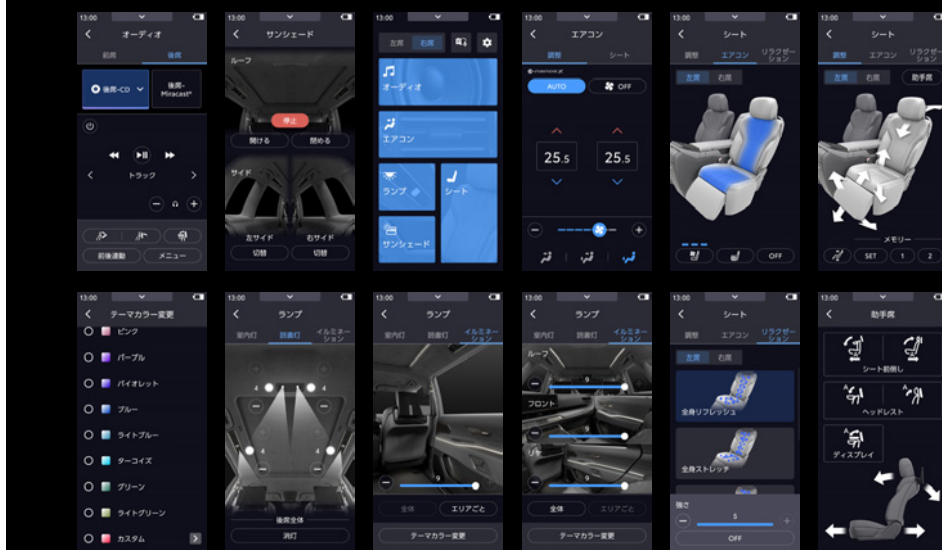 13:00
オーディオ
前席
後席
後席-CD
後席-
Miracast®
トラック
前後連動
メニュー
13:00
サンシェード
ルーフ
停止
開ける
閉める
サイド
左サイド
右サイド
切替
切替
13:00
左席
右席
オーディオ
エアコン
ランプ
シート
サンシェード
13:00
エアコン
調整
シート
AUTO
OFF
25.5
25.5
13:00
シート
調整
エアコン
リラクゼー
ション
左席
右席
OFF
13:00
シート
調整
エアコン
リラクゼー
ション
左席
右席
助手席
メモリー
SET
1
2
13:00
テーマカラー変更
ピンク
パープル
バイオレット
ブルー
ライトブルー
ターコイズ
グリーン
ライトグリーン
カスタム
13:00
ランプ
室内灯
読書灯
イルミネー
ション
4
4
4
4
後席全体
消灯
13:00
ランプ
室内灯
読書灯
イルミネー
ション
9
全体
エリアごと
テーマカラー変更
13:00
ランプ
室内灯
読書灯
イルミネー
ション
ルーフ
9
フロント
9
リヤ
9
全体
エリアごと
テーマカラー変更
13:00
シート
調整
エアコン
リラクゼー
ション
左席
右席
全身リフレッシュ
全身ストレッチ
強さ
5
OFF
13:00
助手席
シート前倒し
ヘッドレスト
ディスプレイ